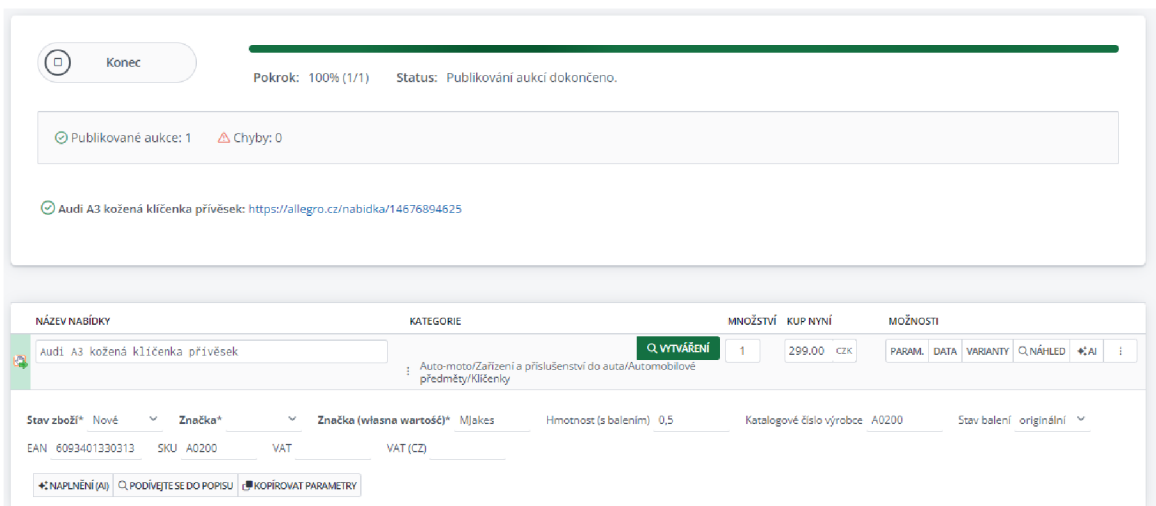 Konec
Pokrok: 100% (1/1) Status: Publikování aukcí dokončeno.
Publikované aukce: 1 Chyby: 0
Audi A3 kožená klíčenka přívěsek: https://allegro.cz/nabidka/14676894625
NÁZEV NABÍDKY KATEGORIE MNOŽSTVÍ KUP NYNÍ MOŽNOSTI
Audi A3 kožená klíčenka přívěsek VYTVÁŘENÍ 1 299.00 CZK PARAM. DATA VARIANTY NÁHLED AI
Auto-moto/Zařízení a příslušenství do auta/Automobilové
předměty/Klíčenky
Stav zboží* Nové Značka* Značka (własna wartość)* MJakes Hmotnost (s balením) 0,5 Katalogové číslo výrobce A0200 Stav balení originální
EAN 6093401330313 SKU A0200 VAT VAT (CZ)
NAPLNĚNÍ (AI) PODÍVEJTE SE DO POPISU KOPÍROVAT PARAMETRY